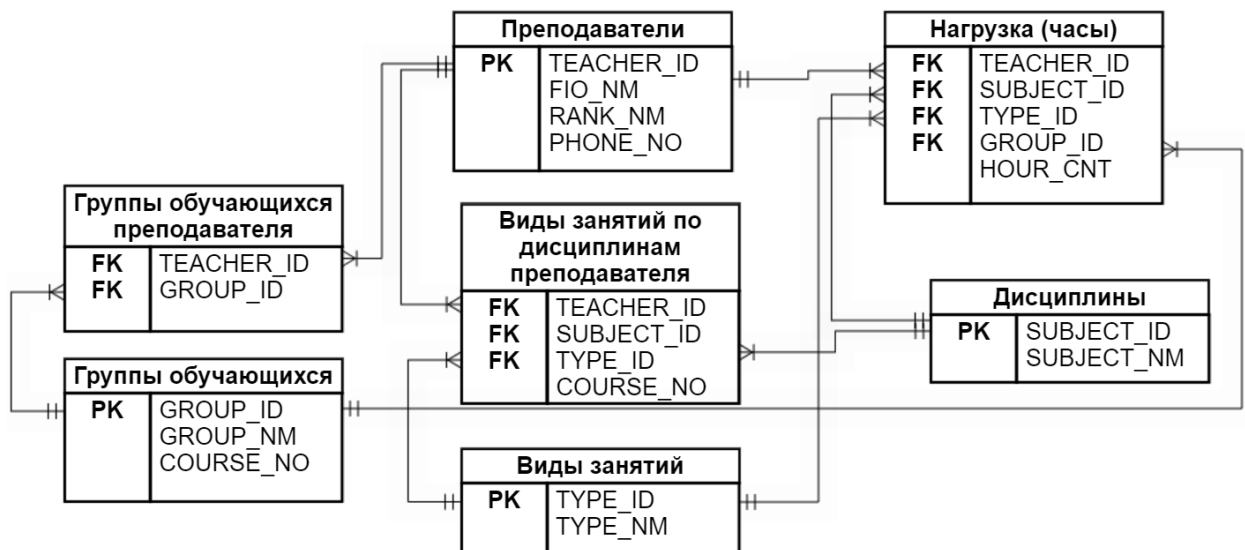 Преподаватели
PK TEACHER_ID
FIO_NM
RANK_NM
PHONE_NO
Нагрузка (часы)
FK TEACHER_ID
FK SUBJECT_ID
FK TYPE_ID
FK GROUP_ID
HOUR_CNT
Группы обучающихся
преподавателя
FK TEACHER_ID
FK GROUP_ID
Виды занятий по
дисциплинам
преподавателя
FK TEACHER_ID
FK SUBJECT_ID
FK TYPE_ID
COURSE_NO
Дисциплины
PK SUBJECT_ID
SUBJECT_NM
Группы обучающихся
PK GROUP_ID
GROUP_NM
COURSE_NO
Виды занятий
PK TYPE_ID
TYPE_NM